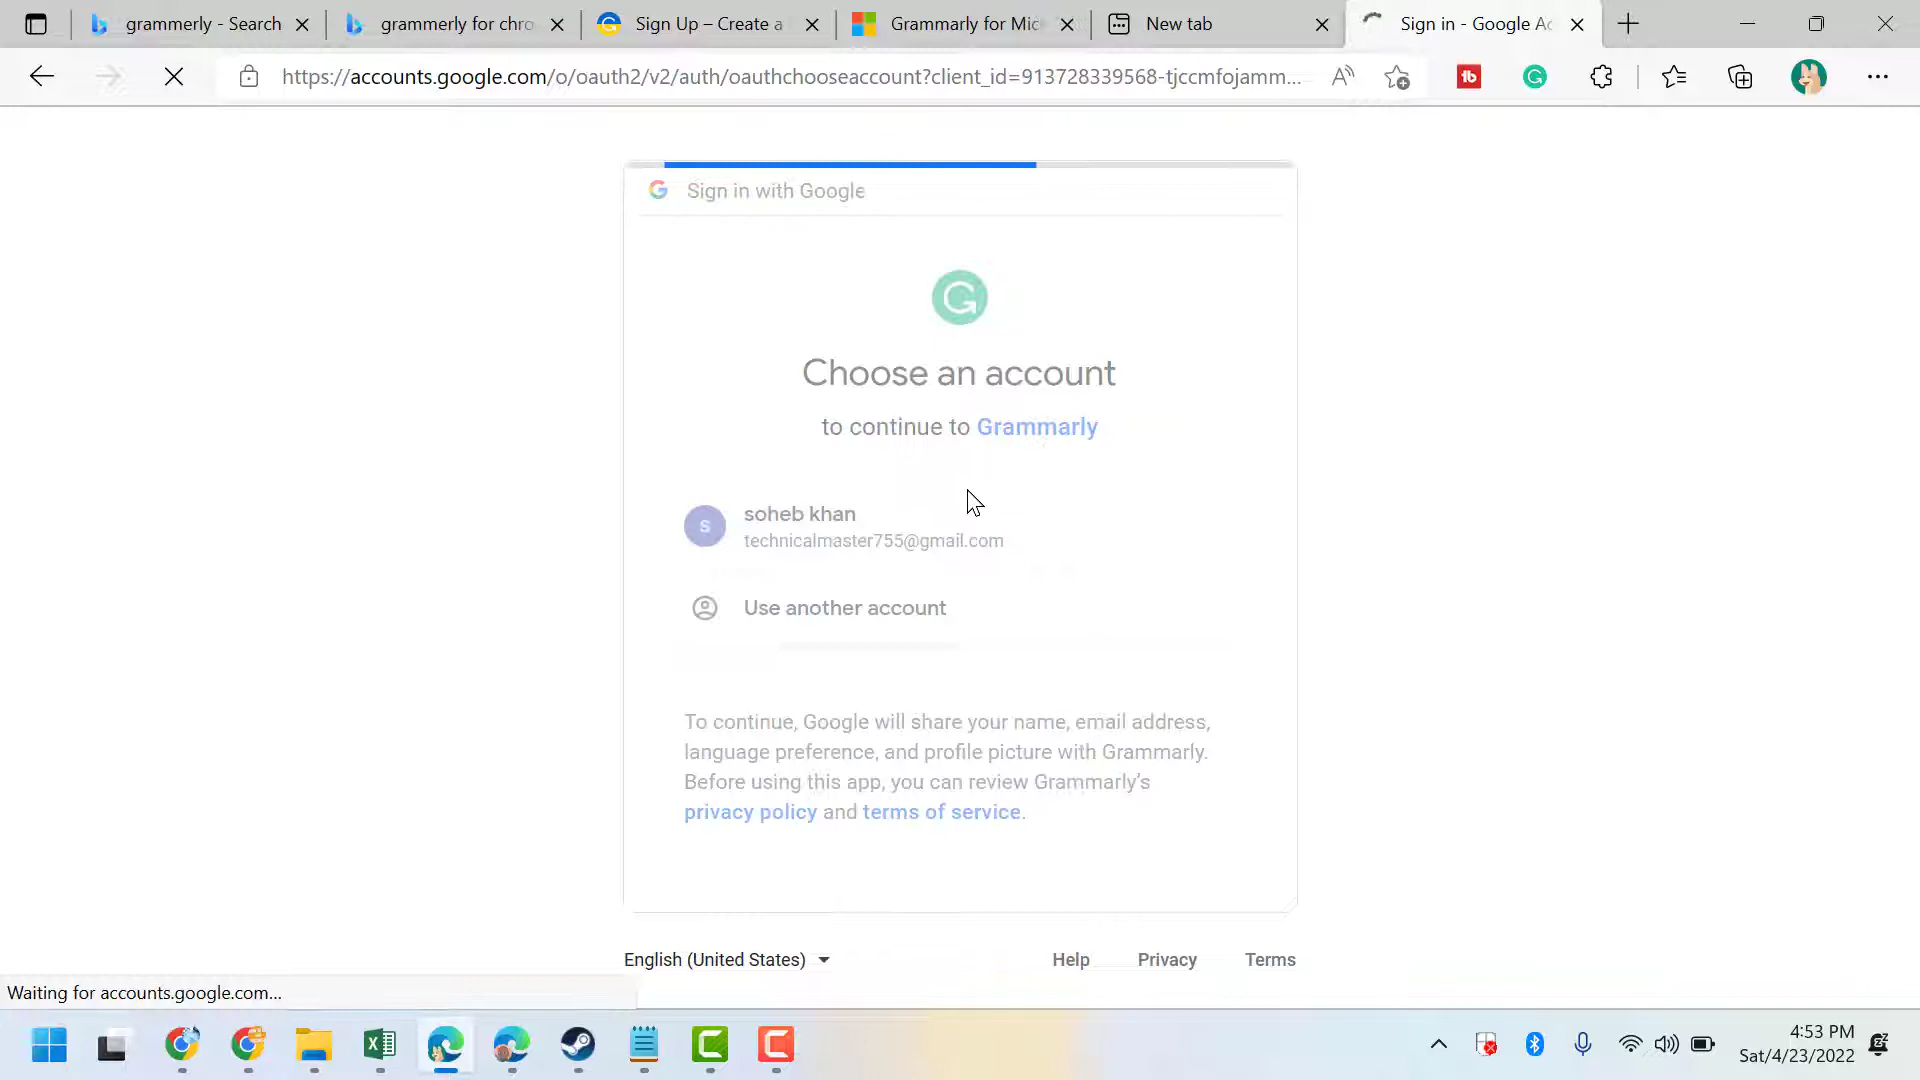 grammerly - Search
grammerly for chro
Sign Up – Create a
Grammarly for Mic
New tab
Sign in - Google Ac
https://accounts.google.com/o/oauth2/v2/auth/oauthchooseaccount?client_id=913728339568-tjccmfojamm...
Sign in with Google
Choose an account
to continue to Grammarly
S
soheb khan
technicalmaster755@gmail.com
Use another account
To continue, Google will share your name, email address,
language preference, and profile picture with Grammarly.
Before using this app, you can review Grammarly's
privacy policy and terms of service.
English (United States)
Help
Privacy
Terms
Waiting for accounts.google.com...
4:53 PM
Sat/4/23/2022